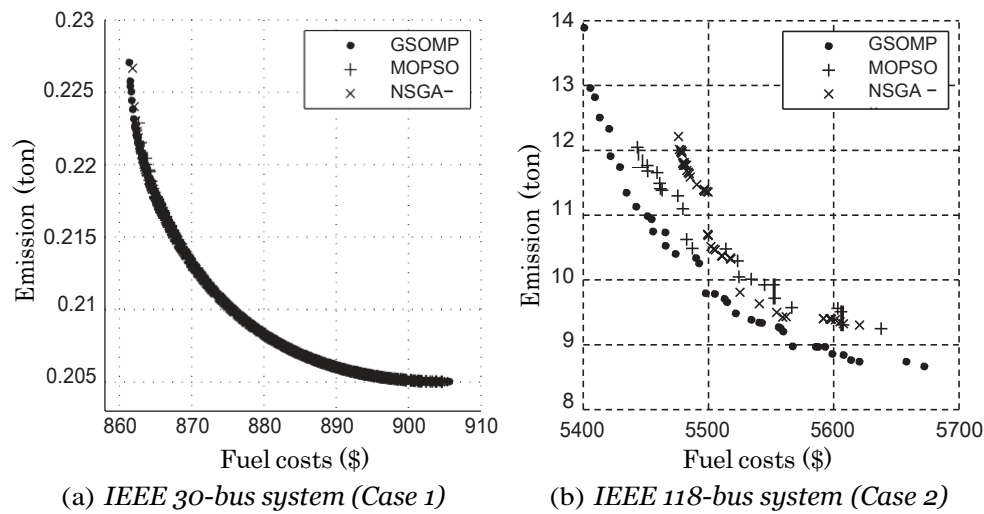 0.23
0.225
0.22
0.215
0.21
0.205
Emission (ton)
860 870 880 890 900 910
Fuel costs ($)
GSOMP
MOPSO
NSGA−
(a) IEEE 30-bus system (Case 1)
14
13
12
11
10
9
8
Emission (ton)
5400 5500 5600 5700
Fuel costs ($)
GSOMP
MOPSO
NSGA −
(b) IEEE 118-bus system (Case 2)